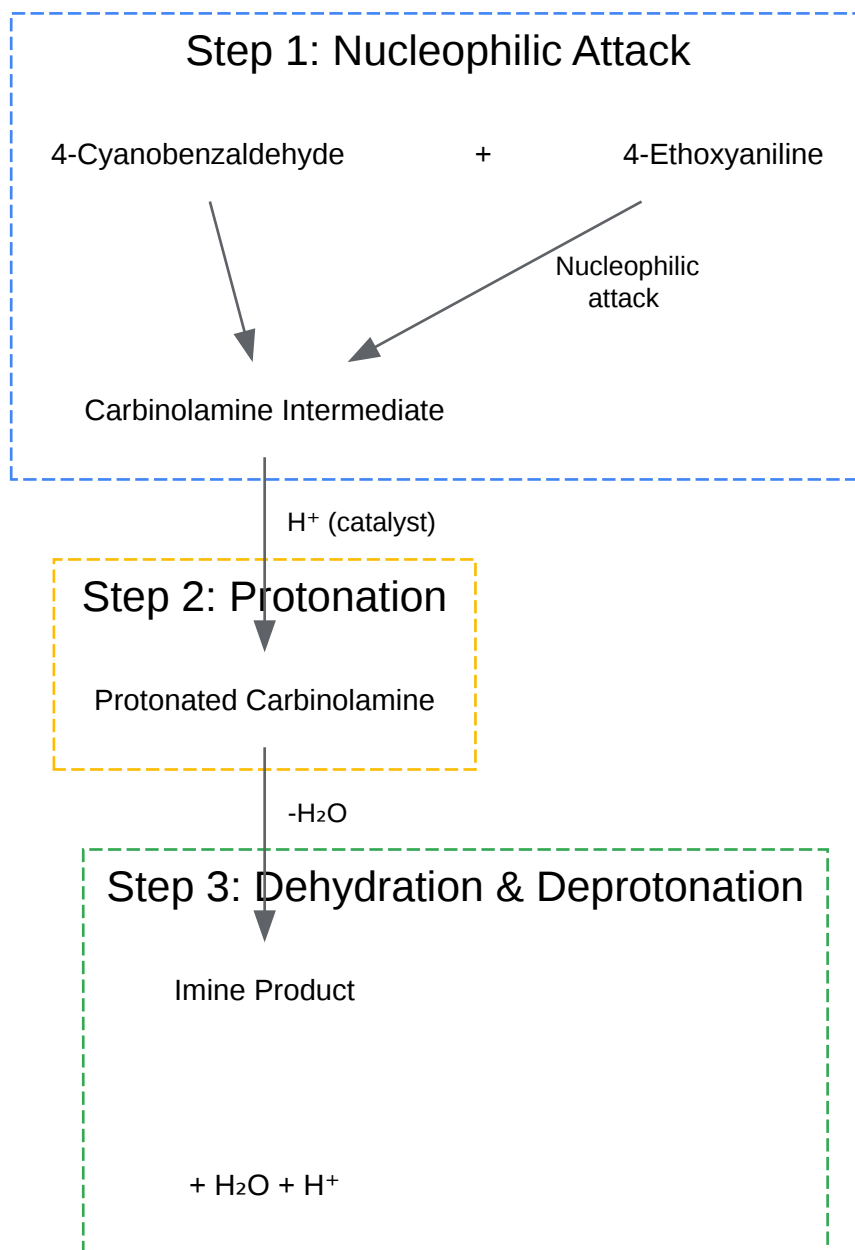 Step 1: Nucleophilic Attack
4-Cyanobenzaldehyde + 4-Ethoxyaniline
Nucleophilic
attack
Carbinolamine Intermediate
H⁺ (catalyst)
Step 2: Protonation
Protonated Carbinolamine
-H₂O
Step 3: Dehydration & Deprotonation
Imine Product
+ H₂O + H⁺